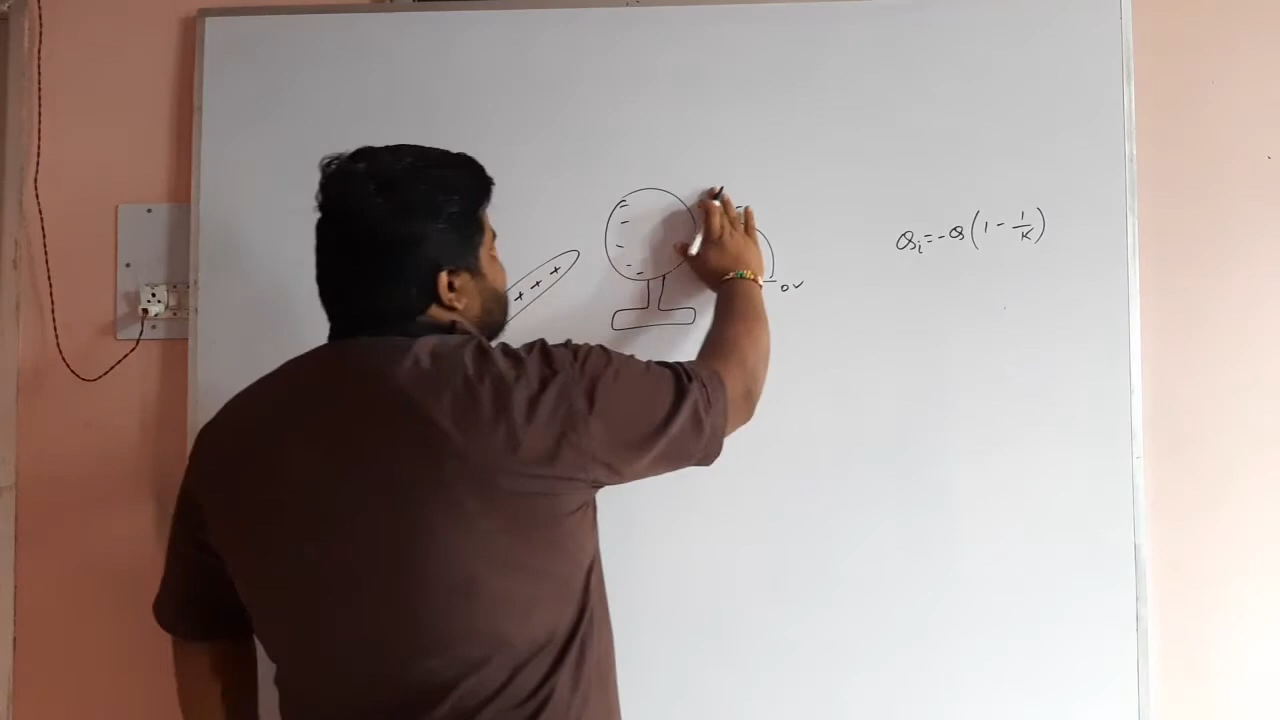 + + +
- - - - -
0V
Qi = -Q(1 - 1/K)